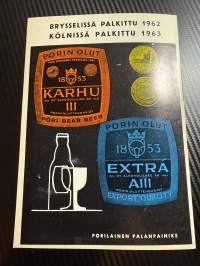 BRYSSELISSÄ PALKITTU 1962
KÖLNISSÄ PALKITTU 1963
PORIN OLUT
1853
KARHU
III
PORI BEAR BEER
PORIN OLUT
1853
EXTRA
AIII
EXPORT QUALITY
PORILAINEN PALANPAINIKE